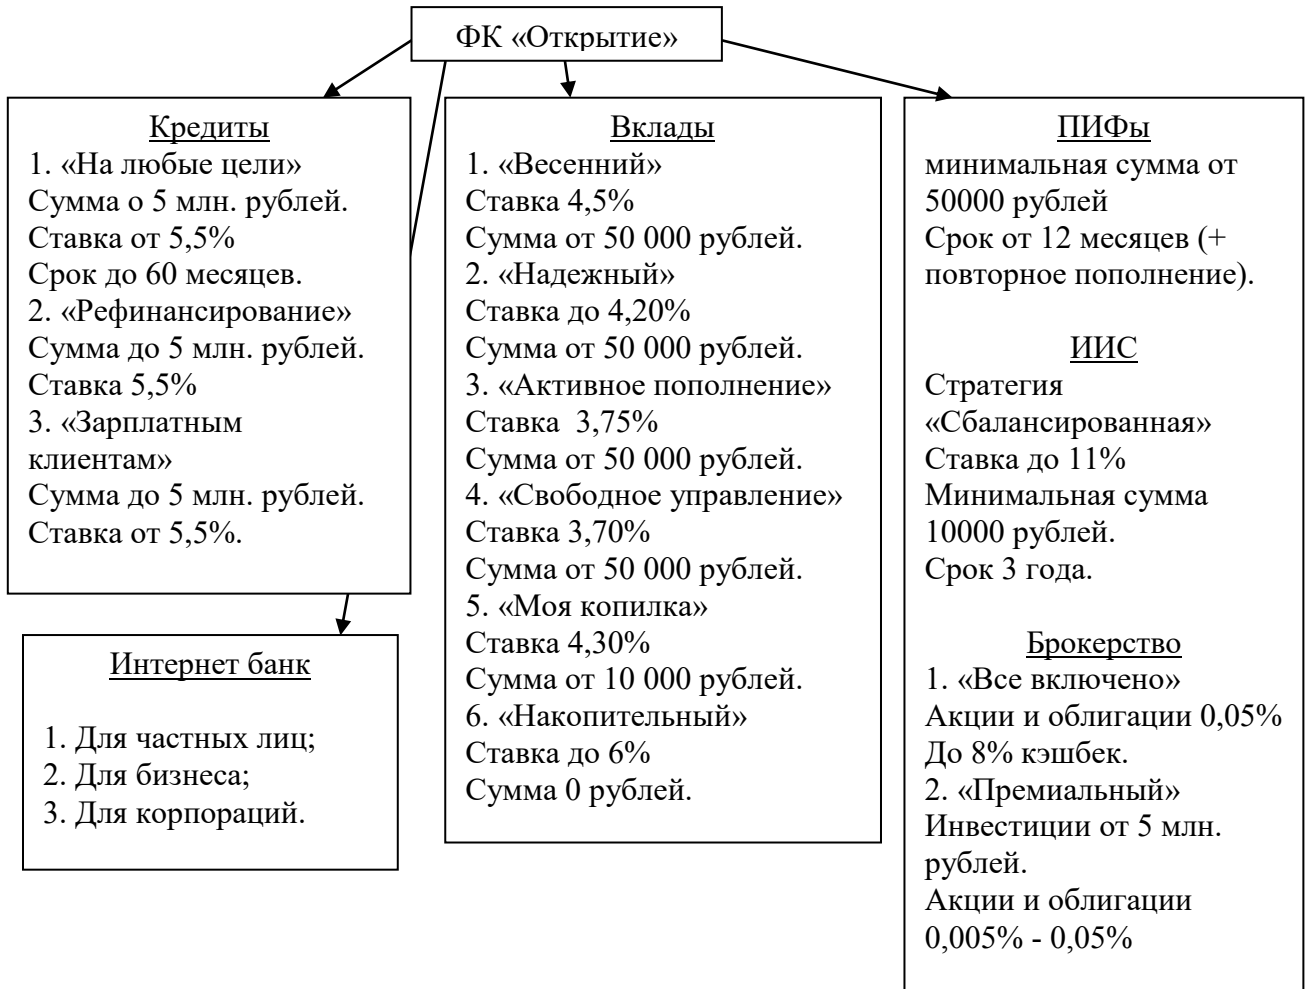 ФК «Открытие»
Кредиты
1. «На любые цели»
Сумма о 5 млн. рублей.
Ставка от 5,5%
Срок до 60 месяцев.
2. «Рефинансирование»
Сумма до 5 млн. рублей.
Ставка 5,5%
3. «Зарплатным
клиентам»
Сумма до 5 млн. рублей.
Ставка от 5,5%.
Интернет банк
1. Для частных лиц;
2. Для бизнеса;
3. Для корпораций.
Вклады
1. «Весенний»
Ставка 4,5%
Сумма от 50 000 рублей.
2. «Надежный»
Ставка до 4,20%
Сумма от 50 000 рублей.
3. «Активное пополнение»
Ставка 3,75%
Сумма от 50 000 рублей.
4. «Свободное управление»
Ставка 3,70%
Сумма от 50 000 рублей.
5. «Моя копилка»
Ставка 4,30%
Сумма от 10 000 рублей.
6. «Накопительный»
Ставка до 6%
Сумма 0 рублей.
ПИФы
минимальная сумма от
50000 рублей
Срок от 12 месяцев (+
повторное пополнение).
ИИС
Стратегия
«Сбалансированная»
Ставка до 11%
Минимальная сумма
10000 рублей.
Срок 3 года.
Брокерство
1. «Все включено»
Акции и облигации 0,05%
До 8% кэшбек.
2. «Премиальный»
Инвестиции от 5 млн.
рублей.
Акции и облигации
0,005% - 0,05%